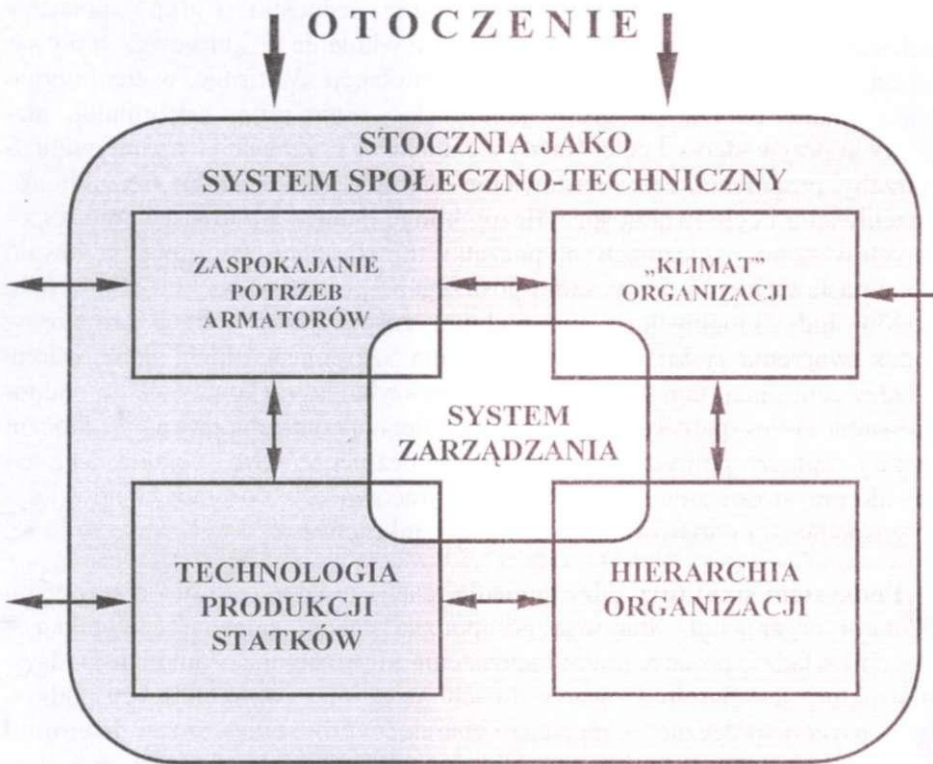 OTOCZENIE
STOCZNIA JAKO
SYSTEM SPOŁECZNO-TECHNICZNY
ZASPOKAJANIE
POTRZEB
ARMATORÓW
„KLIMAT”
ORGANIZACJI
SYSTEM
ZARZĄDZANIA
TECHNOLOGIA
PRODUKCJI
STATKÓW
HIERARCHIA
ORGANIZACJI